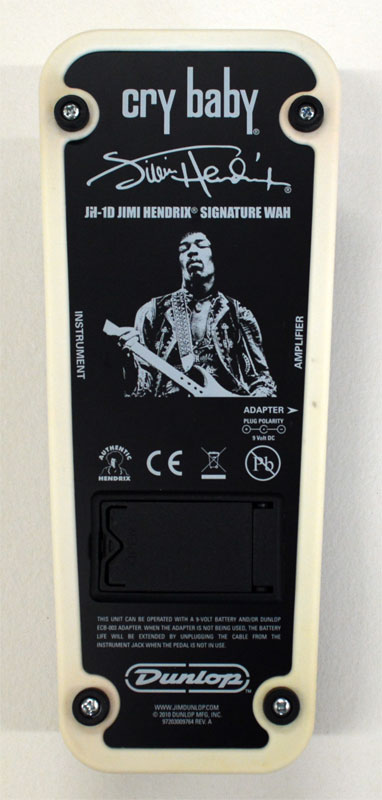 cry baby®
Jimi Hendrix®
JH-1D JIMI HENDRIX® SIGNATURE WAH
INSTRUMENT
AMPLIFIER
ADAPTER
PLUG POLARITY
9 Volt DC
AUTHENTIC
HENDRIX
CE
Pb
THIS UNIT CAN BE OPERATED WITH A 9-VOLT BATTERY AND/OR DUNLOP
ECB-003 ADAPTER. WHEN THE ADAPTER IS NOT BEING USED, THE BATTERY
LIFE WILL BE EXTENDED BY UNPLUGGING THE CABLE FROM THE
INSTRUMENT JACK WHEN THE PEDAL IS NOT IN USE.
Dunlop™
WWW.JIMDUNLOP.COM
© 2010 DUNLOP MFG, INC.
97203009764 REV. A